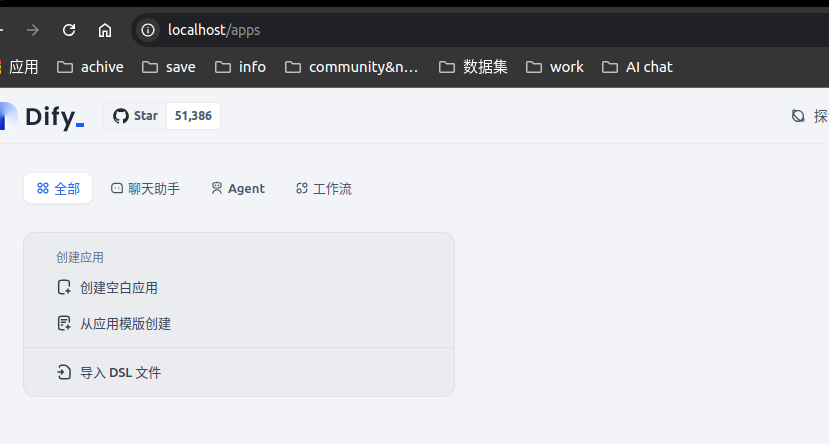 localhost/apps
应用 achive save info community&n... 数据集 work AI chat
Dify_ Star 51,386
全部 聊天助手 Agent 工作流
创建应用
创建空白应用
从应用模版创建
导入 DSL 文件